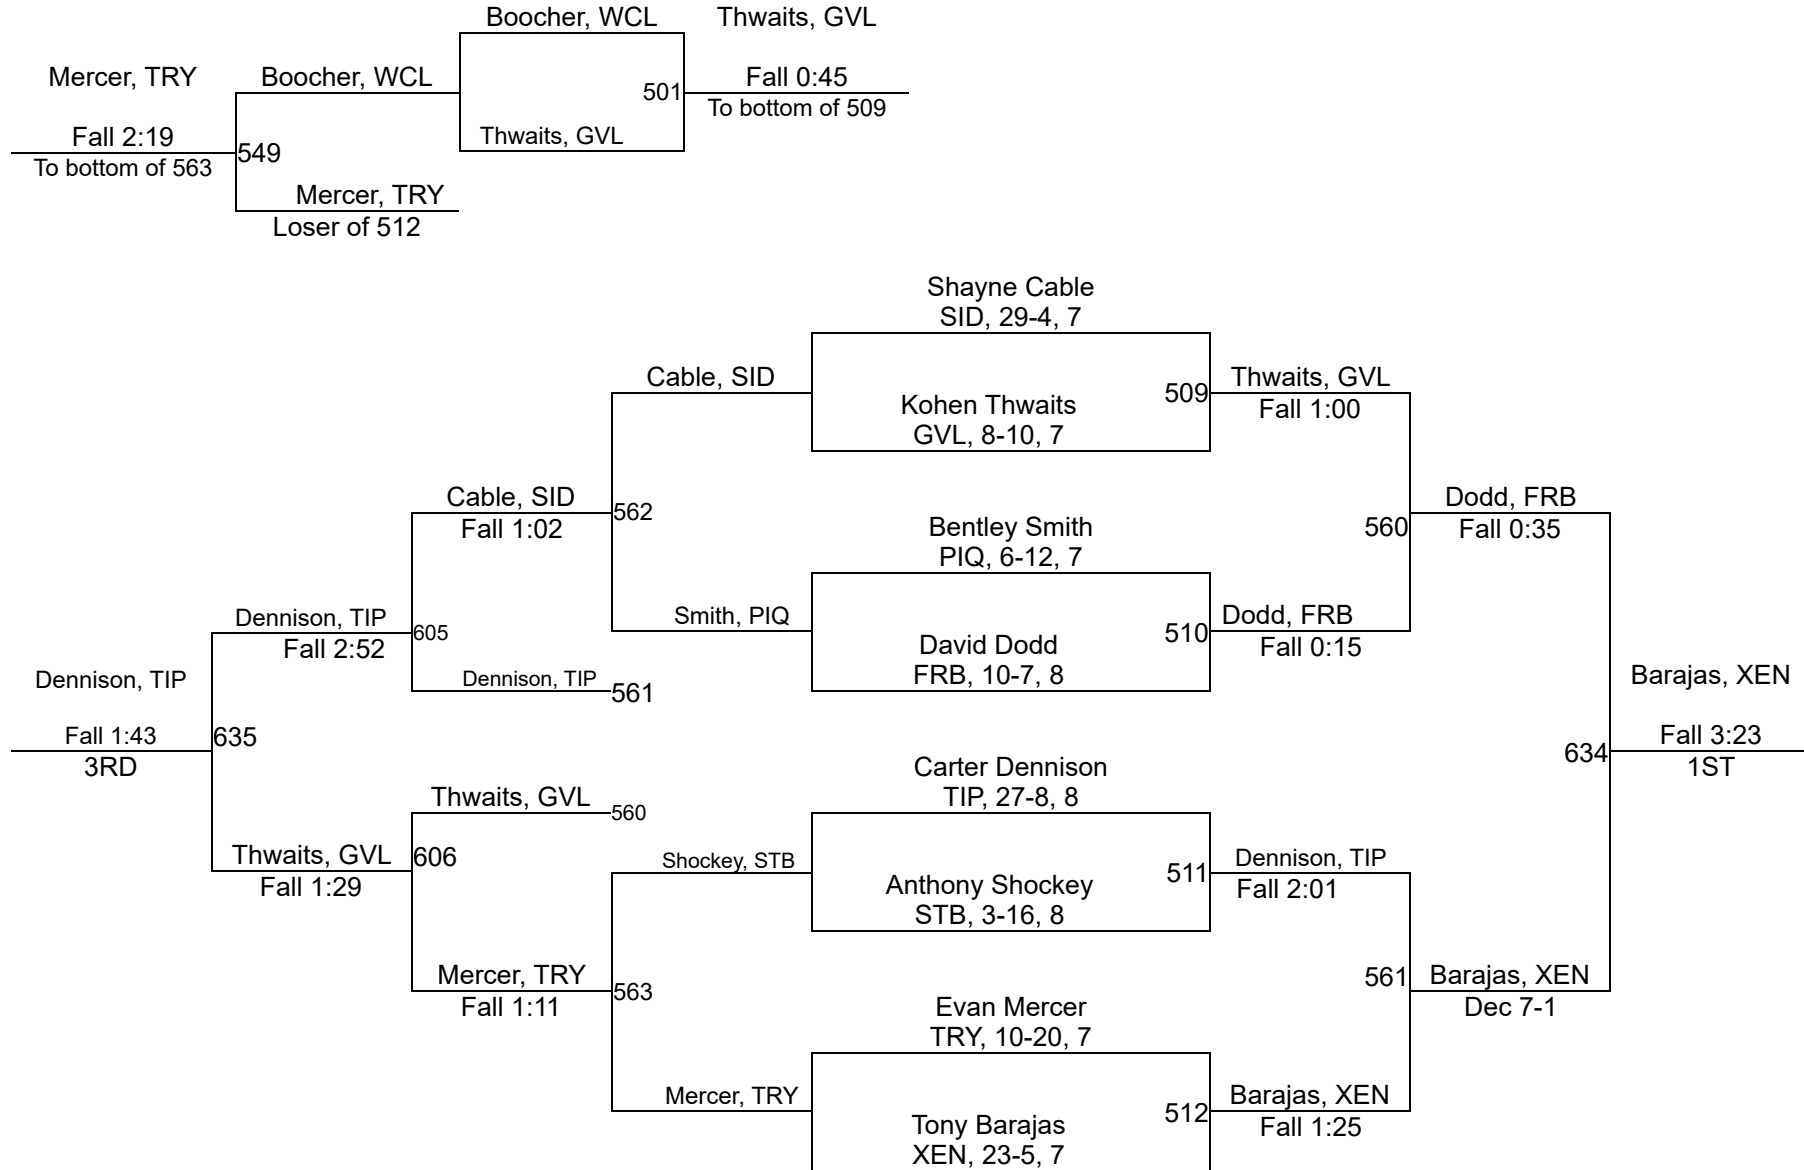 Boocher, WCL
Thwaits, GVL
Mercer, TRY
Boocher, WCL
501
Fall 0:45
To bottom of 509
Thwaits, GVL
Fall 2:19
549
To bottom of 563
Mercer, TRY
Loser of 512
Shayne Cable
SID, 29-4, 7
Cable, SID
509
Thwaits, GVL
Kohen Thwaits
Fall 1:00
GVL, 8-10, 7
Cable, SID
562
Fall 1:02
Bentley Smith
PIQ, 6-12, 7
560
Dodd, FRB
Fall 0:35
Smith, PIQ
510
Dodd, FRB
David Dodd
Fall 0:15
FRB, 10-7, 8
Dennison, TIP
605
Fall 2:52
Dennison, TIP
Dennison, TIP
561
Barajas, XEN
Fall 1:43
635
3RD
634
Fall 3:23
1ST
Carter Dennison
TIP, 27-8, 8
Thwaits, GVL
560
Thwaits, GVL
606
Fall 1:29
Shockey, STB
511
Dennison, TIP
Anthony Shockey
Fall 2:01
STB, 3-16, 8
Mercer, TRY
563
Fall 1:11
561
Barajas, XEN
Dec 7-1
Evan Mercer
TRY, 10-20, 7
Mercer, TRY
512
Barajas, XEN
Tony Barajas
Fall 1:25
XEN, 23-5, 7